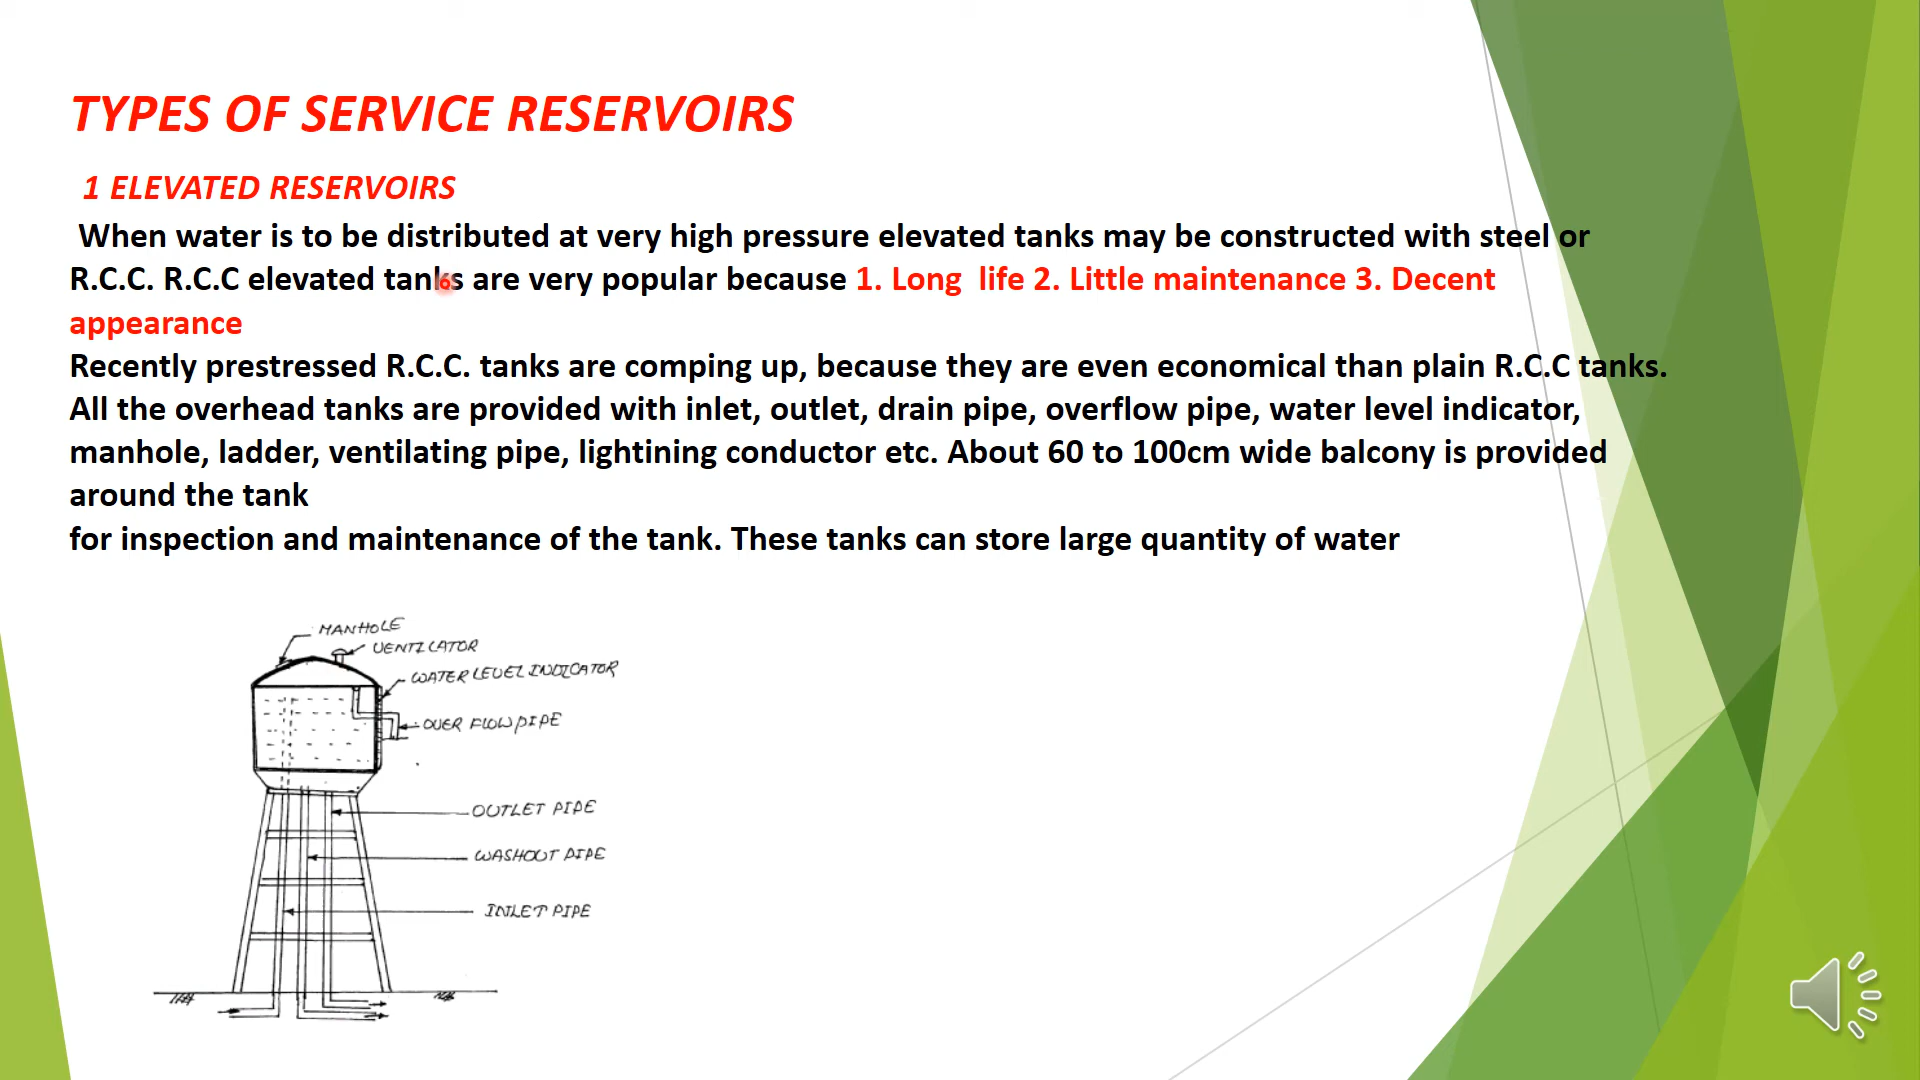 TYPES OF SERVICE RESERVOIRS
1 ELEVATED RESERVOIRS
When water is to be distributed at very high pressure elevated tanks may be constructed with steel or
R.C.C. R.C.C elevated tanks are very popular because 1. Long life 2. Little maintenance 3. Decent
appearance
Recently prestressed R.C.C. tanks are comping up, because they are even economical than plain R.C.C tanks.
All the overhead tanks are provided with inlet, outlet, drain pipe, overflow pipe, water level indicator,
manhole, ladder, ventilating pipe, lightining conductor etc. About 60 to 100cm wide balcony is provided
around the tank
for inspection and maintenance of the tank. These tanks can store large quantity of water
MANHOLE
VENTILATOR
WATER LEVEL INDICATOR
OVER FLOW PIPE
OUTLET PIPE
WASHOUT PIPE
INLET PIPE